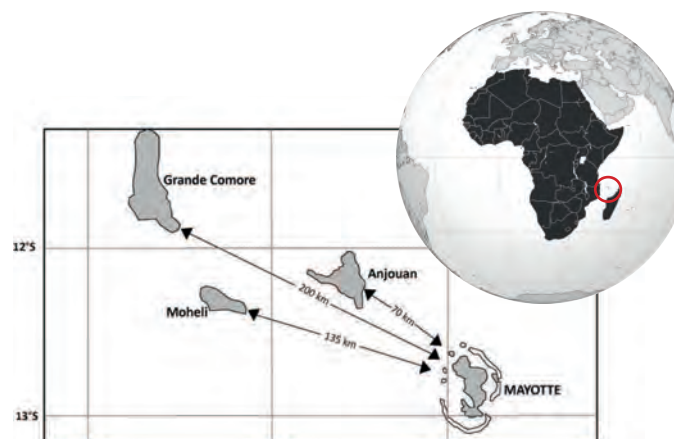 Grande Comore
12°S
Anjouan
200 km
70 km
Moheli
135 km
MAYOTTE
13°S